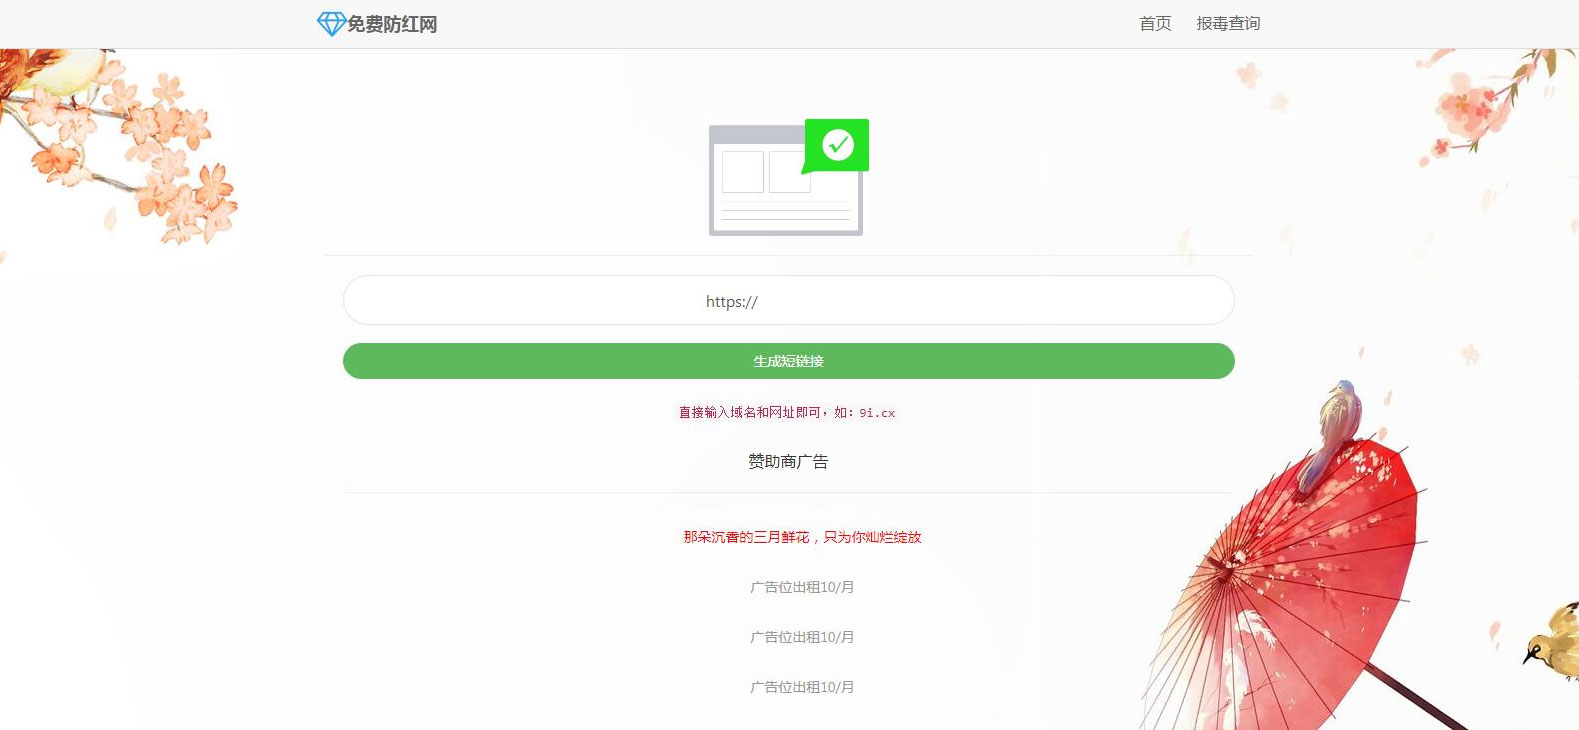 免费防红网
首页 报毒查询
https://
生成短链接
直接输入域名和网址即可，如：9i.cx
赞助商广告
那朵沉香的三月鲜花，只为你灿烂绽放
广告位出租10/月
广告位出租10/月
广告位出租10/月